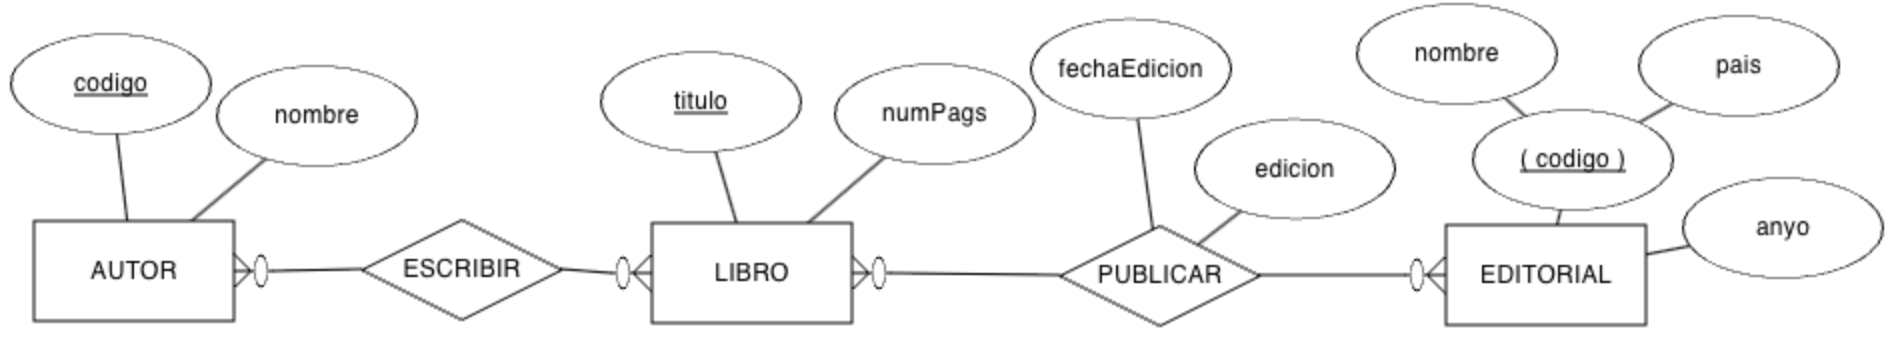 codigo
nombre
titulo
numPags
fechaEdicion
edicion
nombre
pais
( codigo )
anyo
AUTOR
ESCRIBIR
LIBRO
PUBLICAR
EDITORIAL